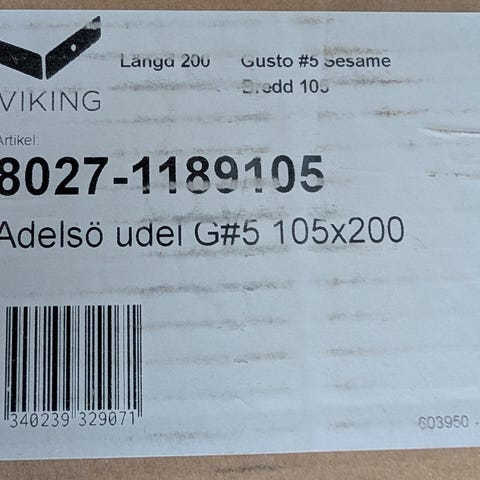 VIKING
Längd 200 Gusto #5 Sesame
Bredd 105
Artikel:
8027-1189105
Adelsö udel G#5 105x200
340239 329071
603950 -